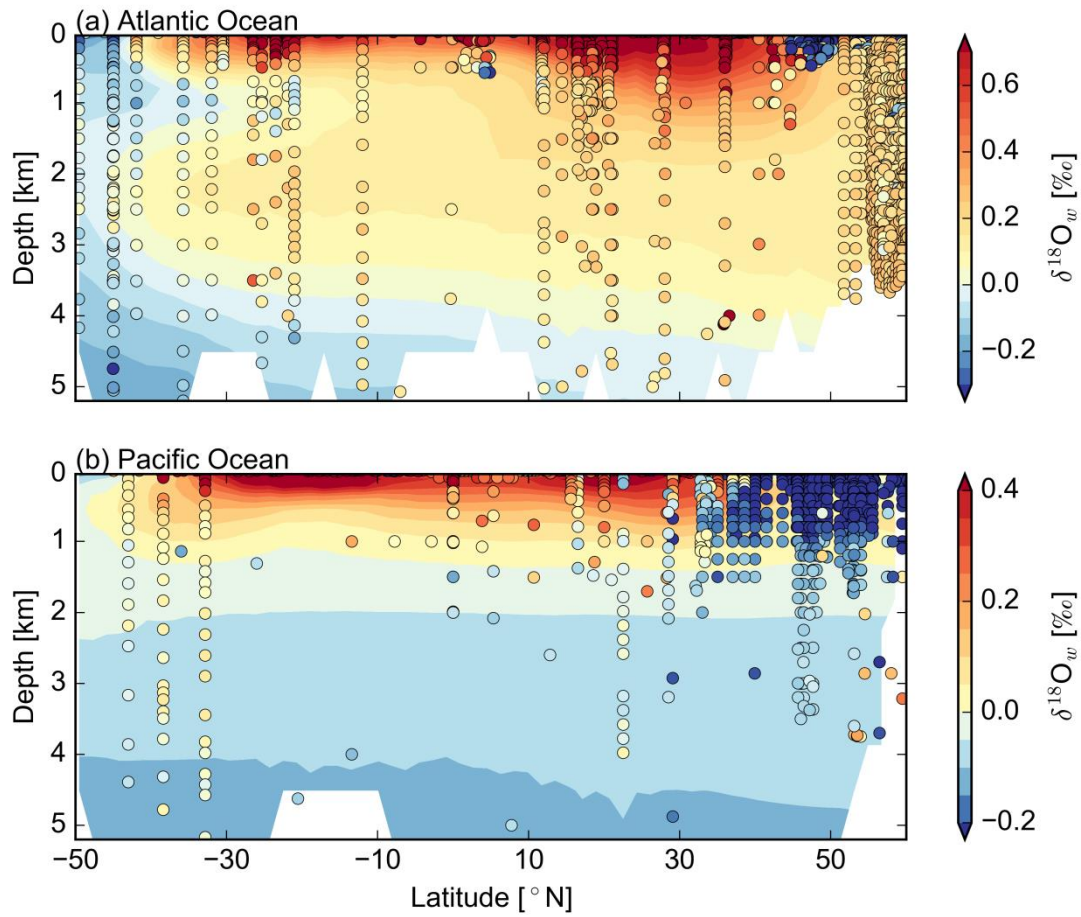 (a) Atlantic Ocean
0
1
2
3
4
5
Depth [km]
0.6
0.4
0.2
0.0
−0.2
δ¹⁸O_w [‰]
(b) Pacific Ocean
0
1
2
3
4
5
Depth [km]
0.4
0.2
0.0
−0.2
δ¹⁸O_w [‰]
−50 −30 −10 10 30 50
Latitude [°N]